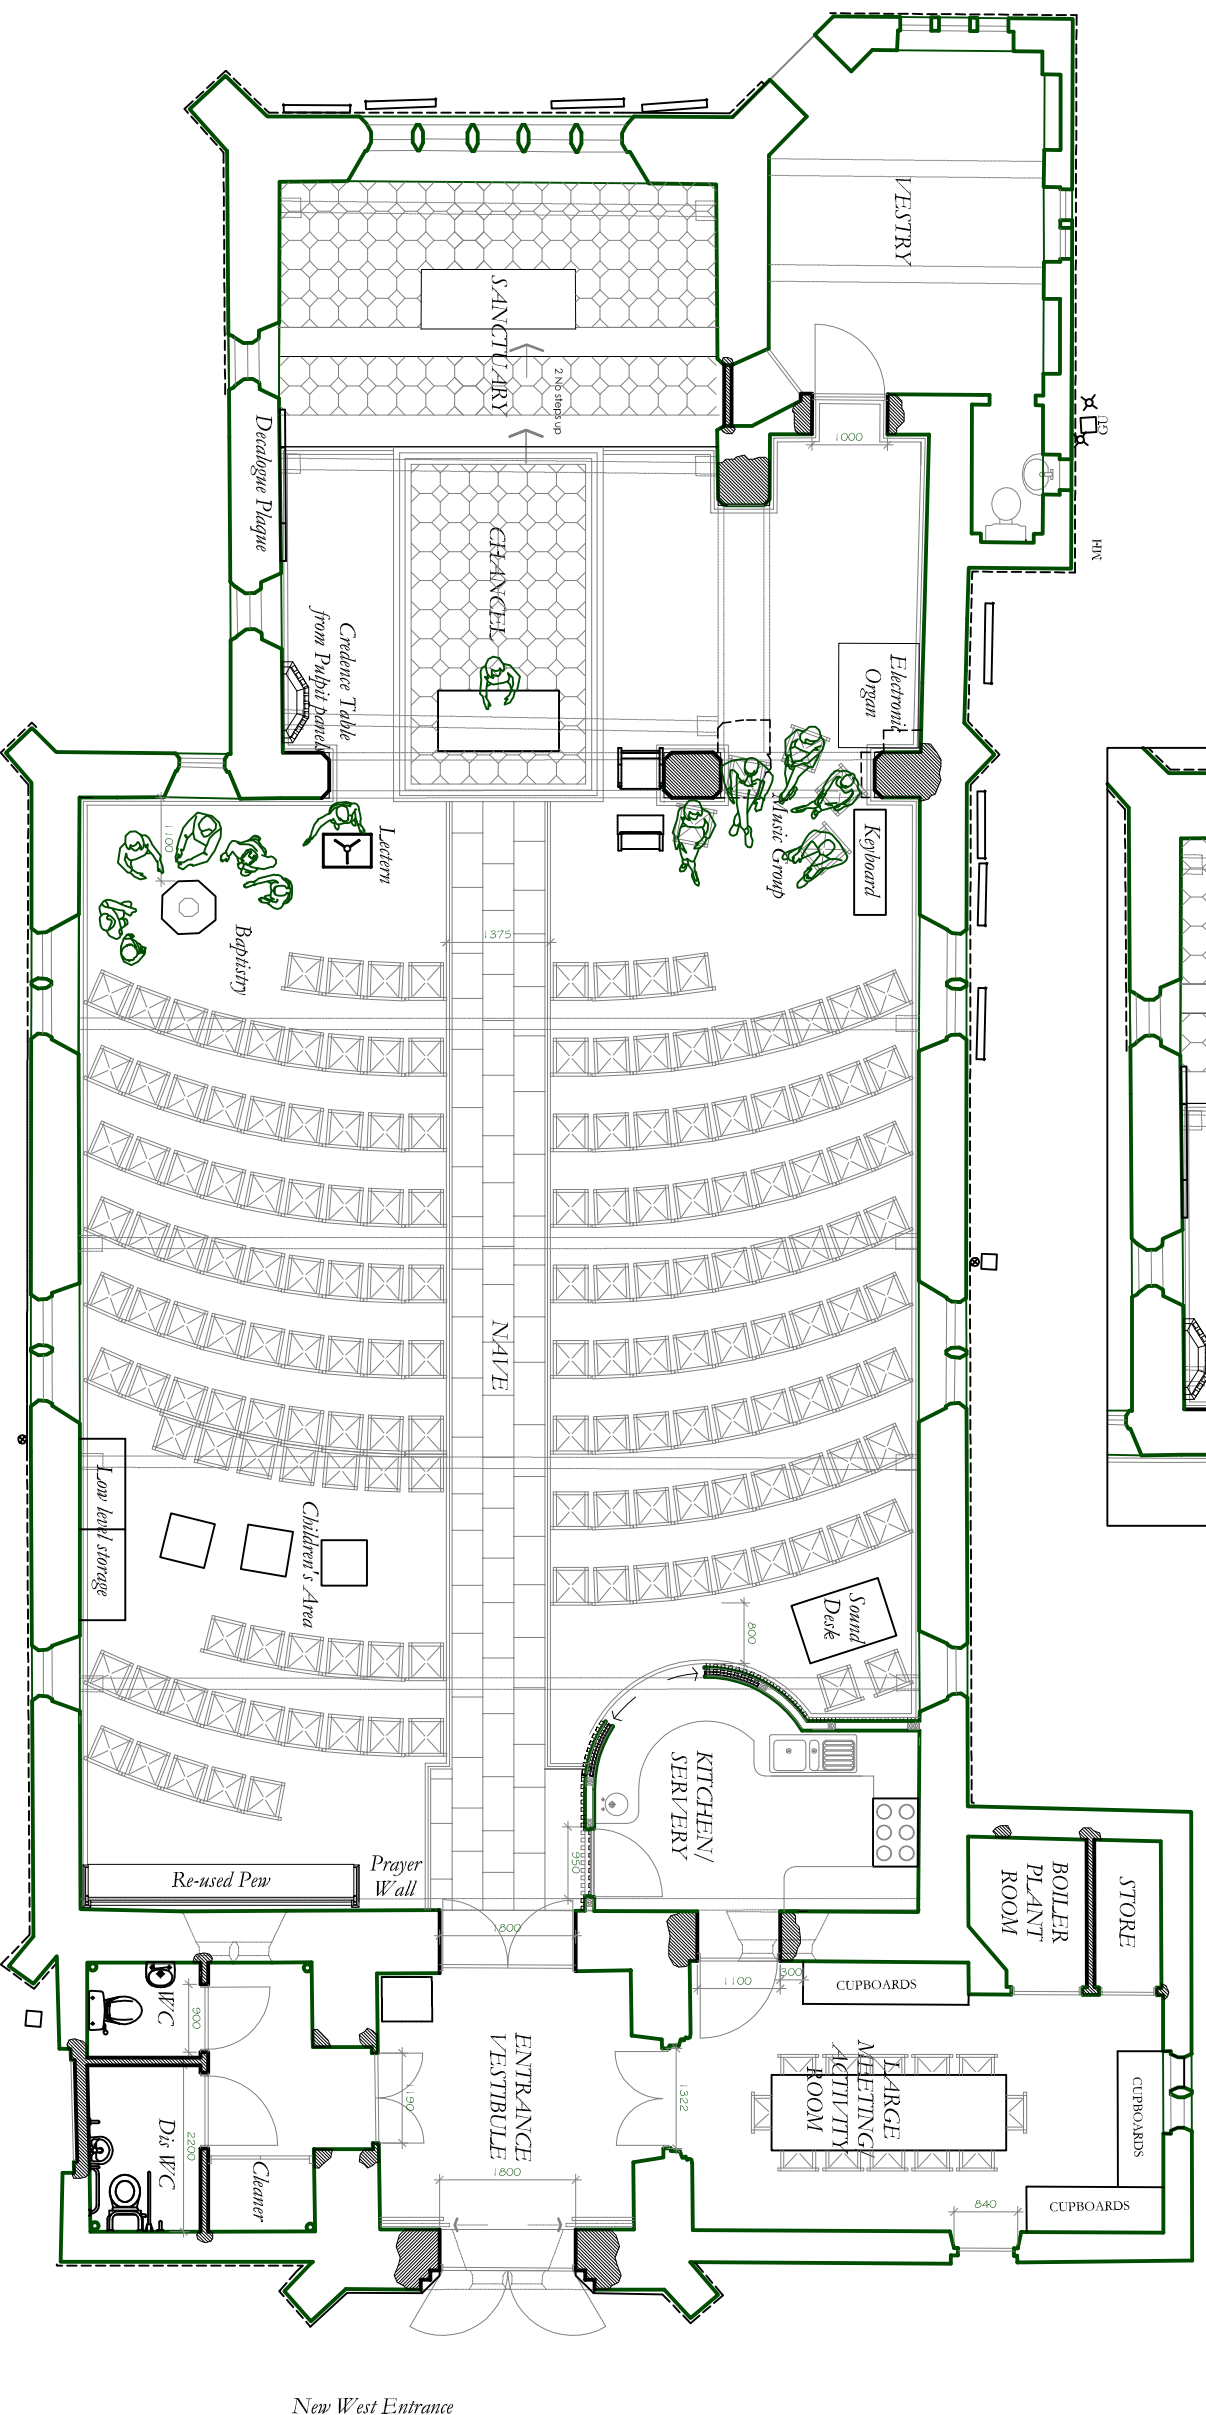 VESTRY
SANCTUARY
2 No steps up
GU
1000
Decalogue Plaque
MH
CHANCEL
Credence Table
from Pulpit panels
Electronic
Organ
Lectern
Music Group
Keyboard
1100
Baptistry
1375
NAVE
Low level storage
Children's Area
Sound
Desk
800
KITCHEN/
SERVERY
950
Re-used Pew
Prayer
Wall
BOILER
PLANT
ROOM
STORE
1800
1100
300
CUPBOARDS
WC
900
ENTRANCE
VESTIBULE
1190
1322
LARGE
MEETING/
ACTIVITY
ROOM
CUPBOARDS
Dis WC
2200
Cleaner
1800
840
CUPBOARDS
New West Entrance